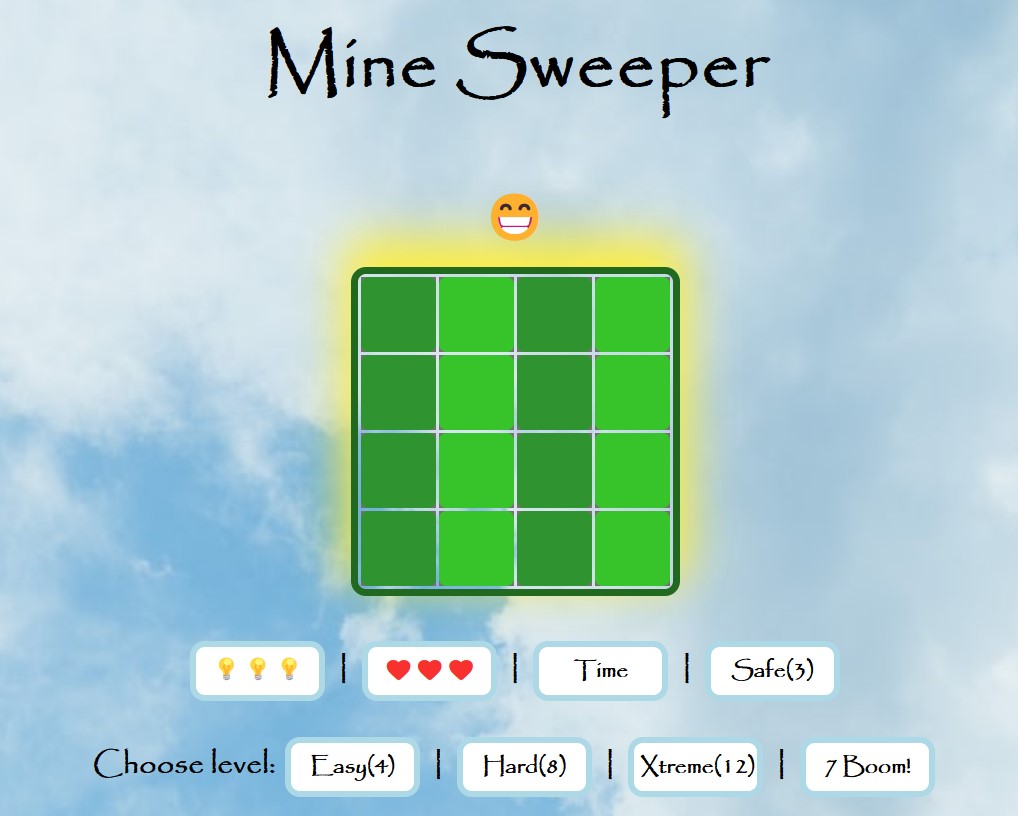 Mine Sweeper
| | Time | Safe(3)
Choose level: Easy(4) | Hard(8) | Xtreme(12) | 7 Boom!